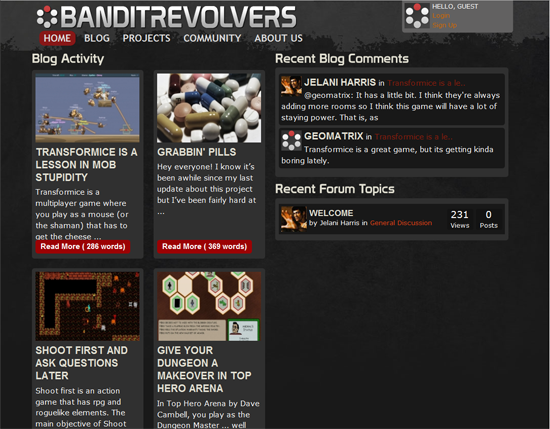 BANDITREVOLVERS
HELLO, GUEST
Login
Sign Up
HOME BLOG PROJECTS COMMUNITY ABOUT US
Blog Activity
TRANSFORMICE IS A
LESSON IN MOB
STUPIDITY
Transformice is a
multiplayer game where
you play as a mouse (or
the shaman) that has to
get the cheese ...
Read More ( 286 words)
GRABBIN' PILLS
Hey everyone! I know it's
been awhile since my last
update about this project
but I've been fairly hard at
...
Read More ( 369 words)
SHOOT FIRST AND
ASK QUESTIONS
LATER
Shoot first is an action
game that has rpg and
roguelike elements. The
main objective of Shoot
GIVE YOUR
DUNGEON A
MAKEOVER IN TOP
HERO ARENA
In Top Hero Arena by Dave
Cambell, you play as the
Dungeon Master ... well
Recent Blog Comments
JELANI HARRIS in Transformice is a le...
@geomatrix: It has a little bit. I think they're always
adding more rooms so I think this game will have a lot of
staying power. That is, as
GEOMATRIX in Transformice is a le...
Transformice is a great game, but its getting kinda
boring lately.
Recent Forum Topics
WELCOME
by Jelani Harris in General Discussion
231 0
Views Posts